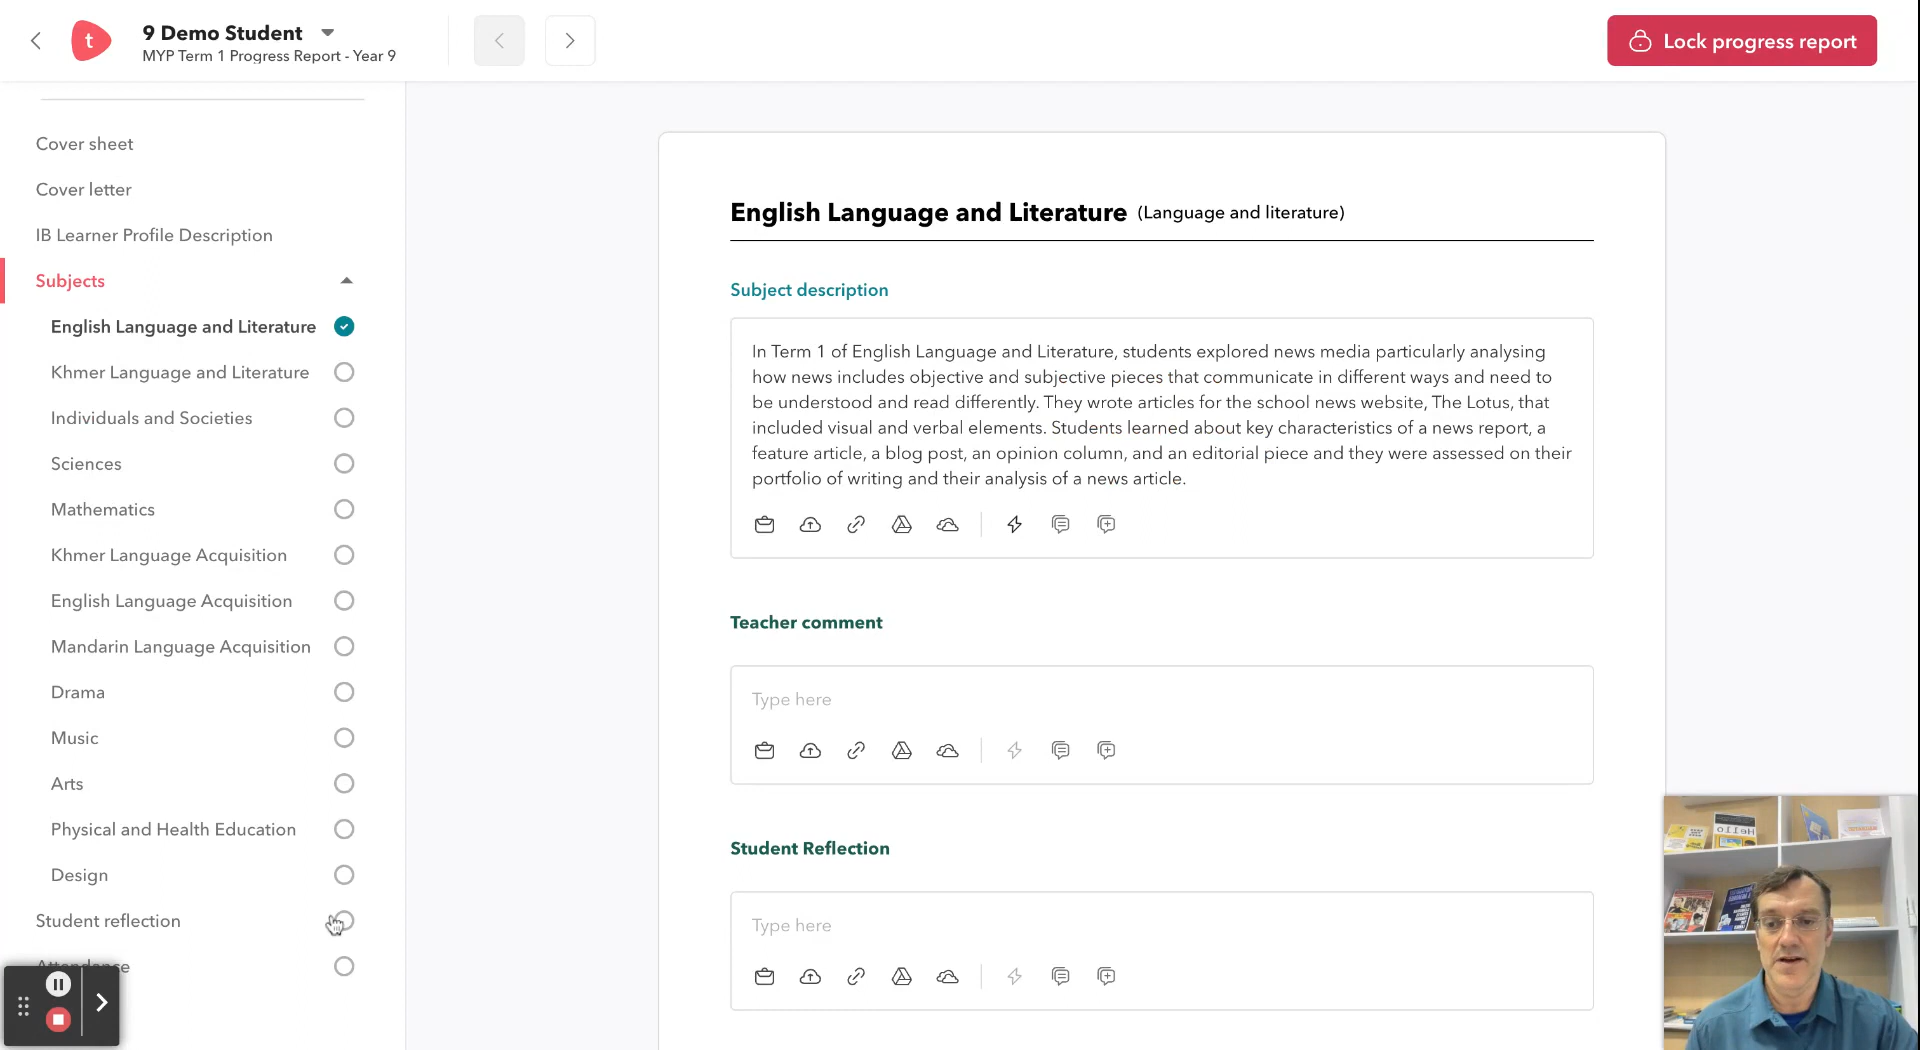 t
9 Demo Student
MYP Term 1 Progress Report - Year 9
Lock progress report
Cover sheet
Cover letter
IB Learner Profile Description
Subjects
English Language and Literature
Khmer Language and Literature
Individuals and Societies
Sciences
Mathematics
Khmer Language Acquisition
English Language Acquisition
Mandarin Language Acquisition
Drama
Music
Arts
Physical and Health Education
Design
Student reflection
Attendance
English Language and Literature (Language and literature)
Subject description
In Term 1 of English Language and Literature, students explored news media particularly analysing
how news includes objective and subjective pieces that communicate in different ways and need to
be understood and read differently. They wrote articles for the school news website, The Lotus, that
included visual and verbal elements. Students learned about key characteristics of a news report, a
feature article, a blog post, an opinion column, and an editorial piece and they were assessed on their
portfolio of writing and their analysis of a news article.
Teacher comment
Type here
Student Reflection
Type here
Hello